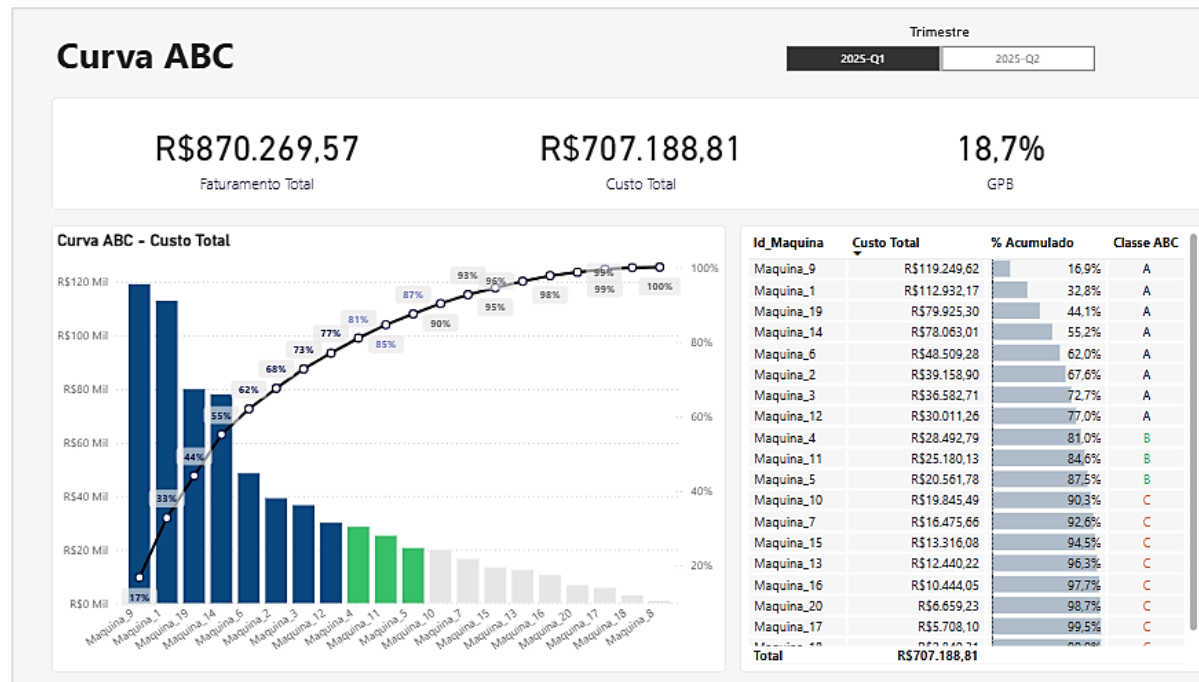 Curva ABC
Trimestre
2025-Q1 2025-Q2
R$870.269,57 R$707.188,81 18,7%
Faturamento Total Custo Total GPB
Curva ABC - Custo Total
R$120 Mil
R$100 Mil
R$80 Mil
R$60 Mil
R$40 Mil
R$20 Mil
R$0 Mil
100%
80%
60%
40%
20%
17%
33%
44%
55%
62%
68%
73%
77%
81%
85%
87%
90%
93%
95%
96%
98%
99%
99%
100%
Maquina_9
Maquina_1
Maquina_19
Maquina_14
Maquina_6
Maquina_2
Maquina_3
Maquina_12
Maquina_4
Maquina_11
Maquina_5
Maquina_10
Maquina_7
Maquina_15
Maquina_13
Maquina_16
Maquina_20
Maquina_17
Maquina_18
Maquina_8
Id_Maquina Custo Total % Acumulado Classe ABC
Maquina_9 R$119.249,62 16,9% A
Maquina_1 R$112.932,17 32,8% A
Maquina_19 R$79.925,30 44,1% A
Maquina_14 R$78.063,01 55,2% A
Maquina_6 R$48.509,28 62,0% A
Maquina_2 R$39.158,90 67,6% A
Maquina_3 R$36.582,71 72,7% A
Maquina_12 R$30.011,26 77,0% A
Maquina_4 R$28.492,79 81,0% B
Maquina_11 R$25.180,13 84,6% B
Maquina_5 R$20.561,78 87,5% B
Maquina_10 R$19.845,49 90,3% C
Maquina_7 R$16.475,66 92,6% C
Maquina_15 R$13.316,08 94,5% C
Maquina_13 R$12.440,22 96,3% C
Maquina_16 R$10.444,05 97,7% C
Maquina_20 R$6.659,23 98,7% C
Maquina_17 R$5.708,10 99,5% C
Total R$707.188,81